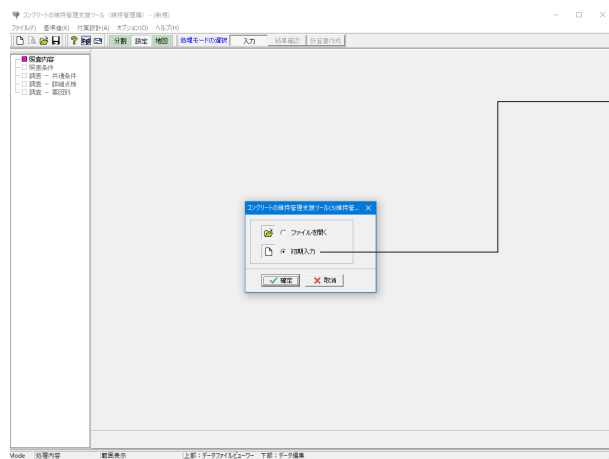 コンクリートの維持管理支援ツール（維持管理編） - (新規)
ファイル(F) 基準値(K) 付属設計(A) オプション(O) ヘルプ(H)
分割 設定 地図 処理モードの選択 入力 結果確認 計算書作成
照査内容
照査条件
調査 － 共通条件
調査 － 詳細点検
調査 － 要因別
コンクリートの維持管理支援ツール(3)維持管...
ファイルを開く
初期入力
確定 取消
Mode 処理内容 範囲表示 上部：データファイルビューワー 下部：データ編集